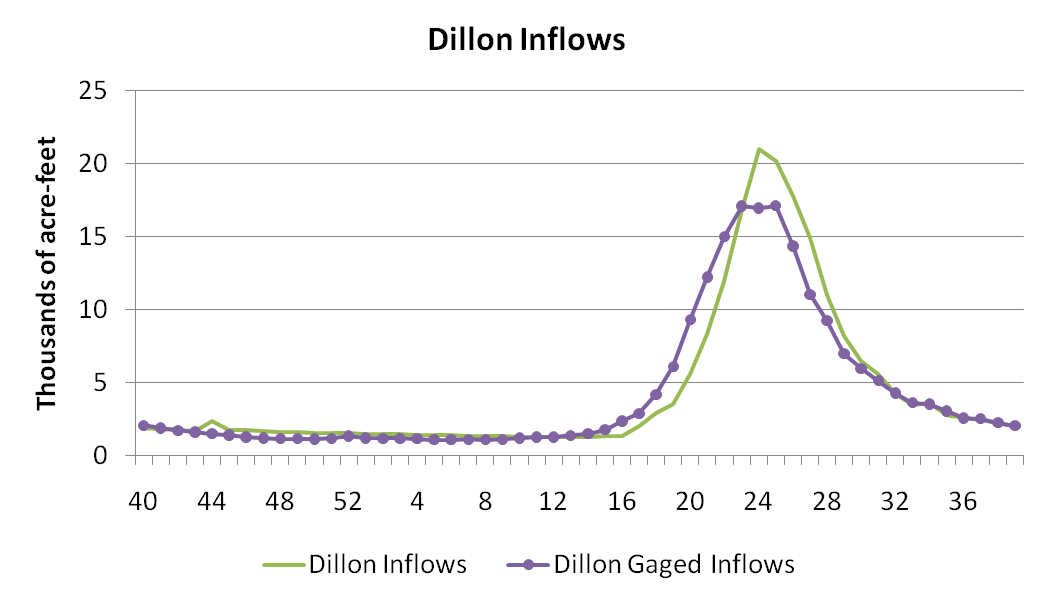 Dillon Inflows
Thousands of acre-feet
25
20
15
10
5
0
40 44 48 52 4 8 12 16 20 24 28 32 36
Dillon Inflows Dillon Gaged Inflows